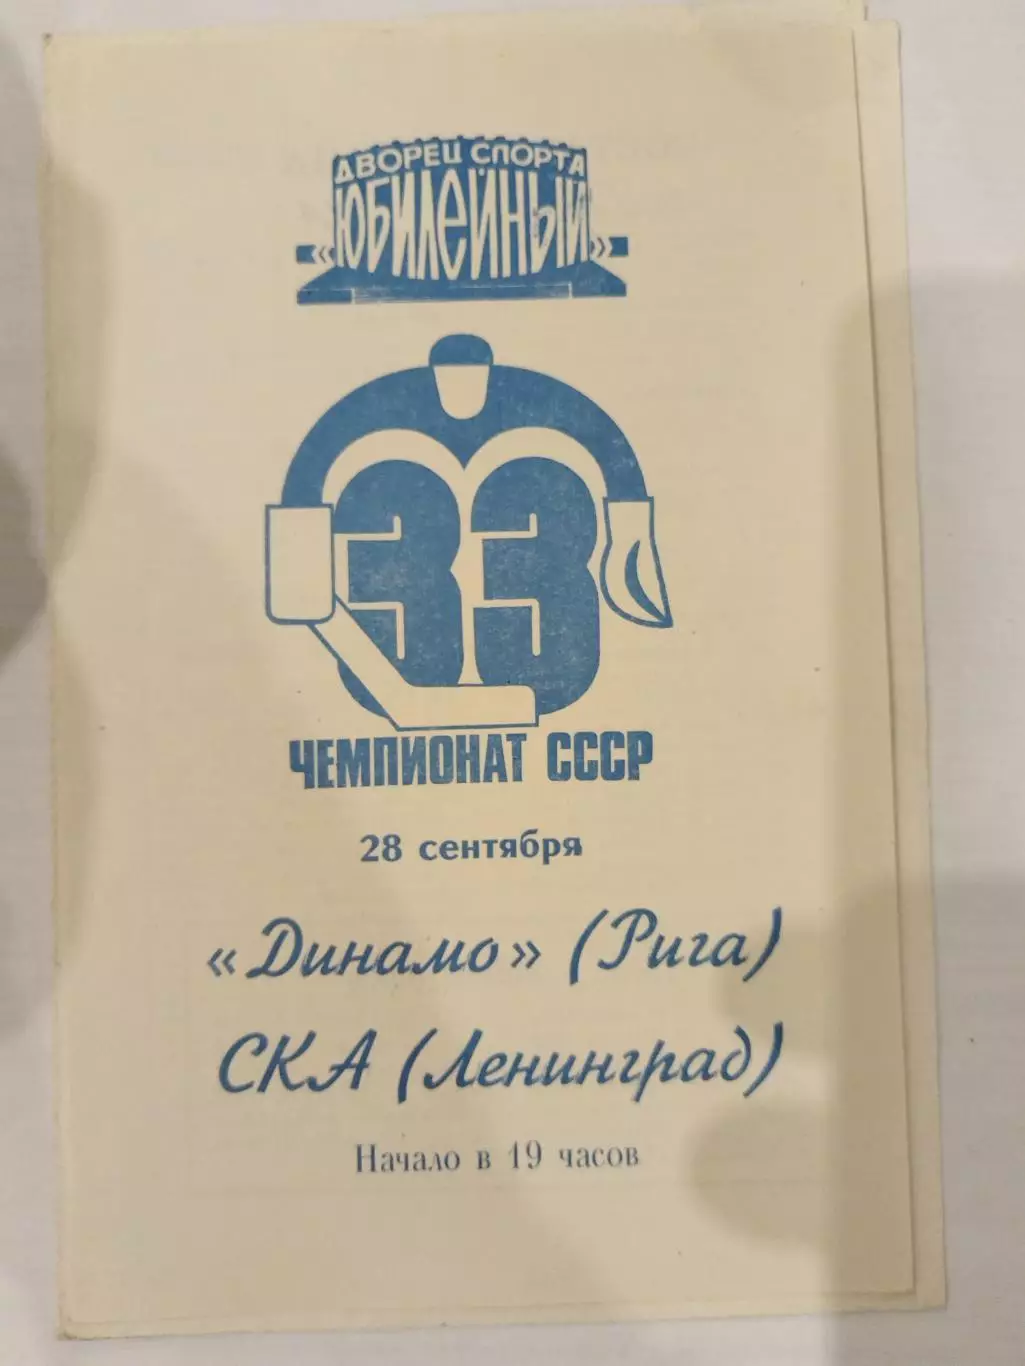 ДВОРЕЦ СПОРТА
«ЮБИЛЕЙНЫЙ»
33
ЧЕМПИОНАТ СССР
28 сентября
«Динамо» (Рига)
СКА (Ленинград)
Начало в 19 часов